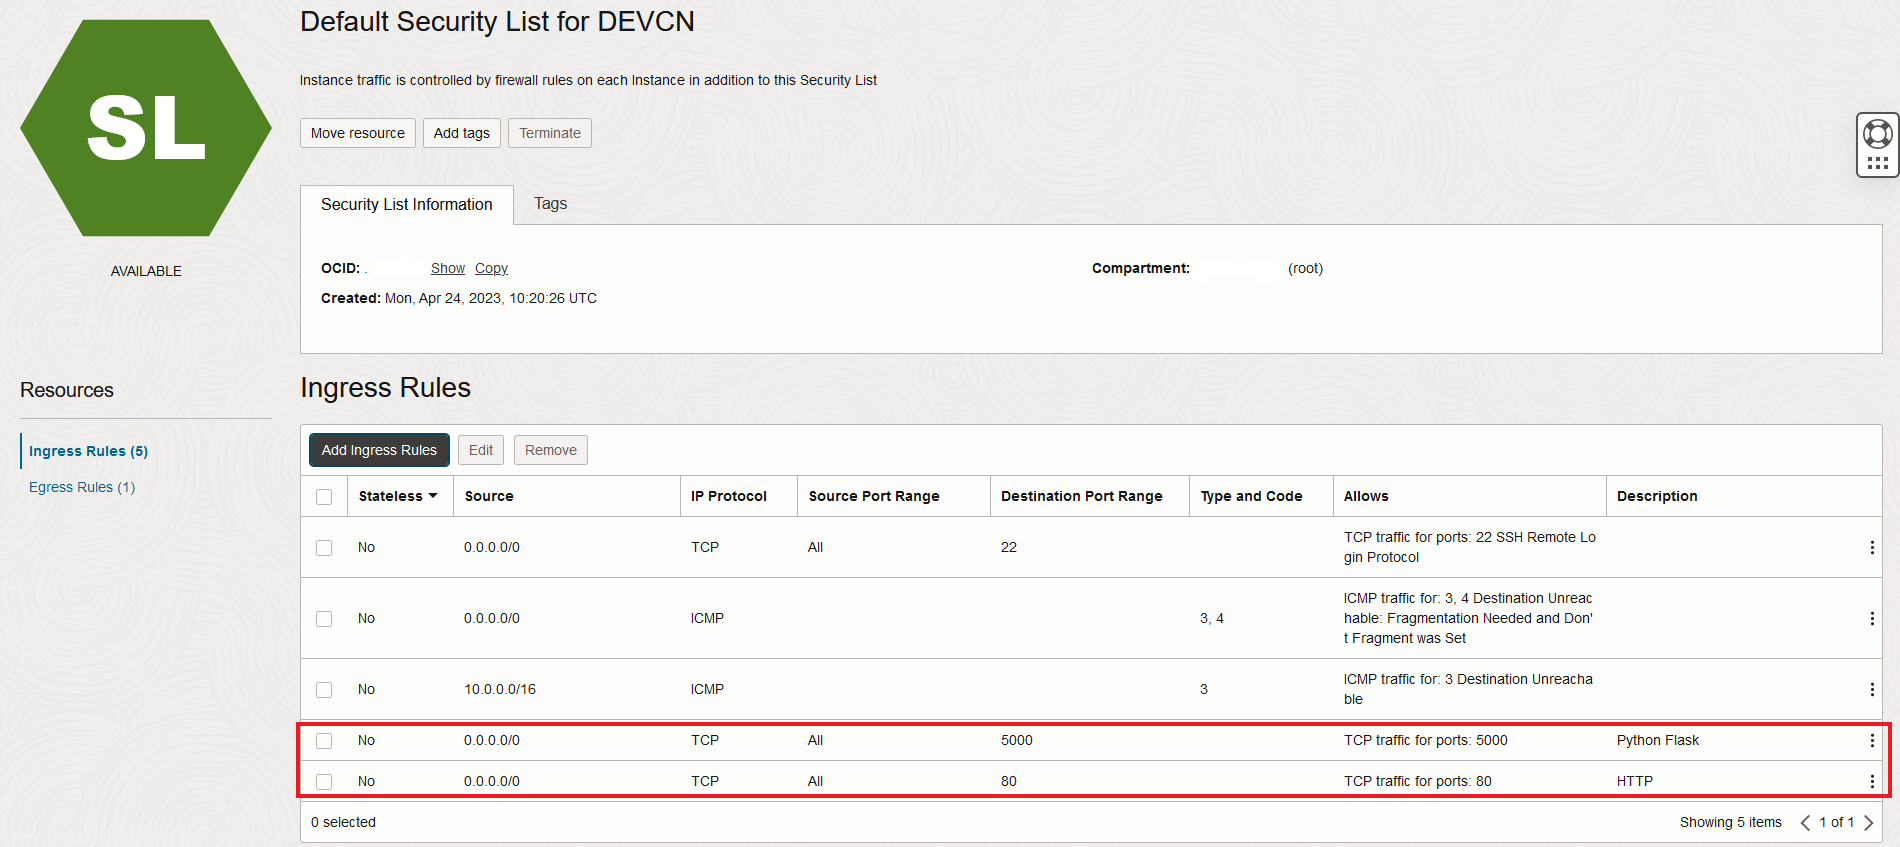 SL
AVAILABLE
Default Security List for DEVCN
Instance traffic is controlled by firewall rules on each Instance in addition to this Security List
Move resource Add tags Terminate
Security List Information Tags
OCID: . Show Copy
Compartment: (root)
Created: Mon, Apr 24, 2023, 10:20:26 UTC
Resources
Ingress Rules (5)
Egress Rules (1)
Ingress Rules
Add Ingress Rules Edit Remove
Stateless Source IP Protocol Source Port Range Destination Port Range Type and Code Allows Description
No 0.0.0.0/0 TCP All 22 TCP traffic for ports: 22 SSH Remote Lo
gin Protocol
No 0.0.0.0/0 ICMP 3, 4 ICMP traffic for: 3, 4 Destination Unreac
hable: Fragmentation Needed and Don'
t Fragment was Set
No 10.0.0.0/16 ICMP 3 ICMP traffic for: 3 Destination Unreacha
ble
No 0.0.0.0/0 TCP All 5000 TCP traffic for ports: 5000 Python Flask
No 0.0.0.0/0 TCP All 80 TCP traffic for ports: 80 HTTP
0 selected Showing 5 items 1 of 1